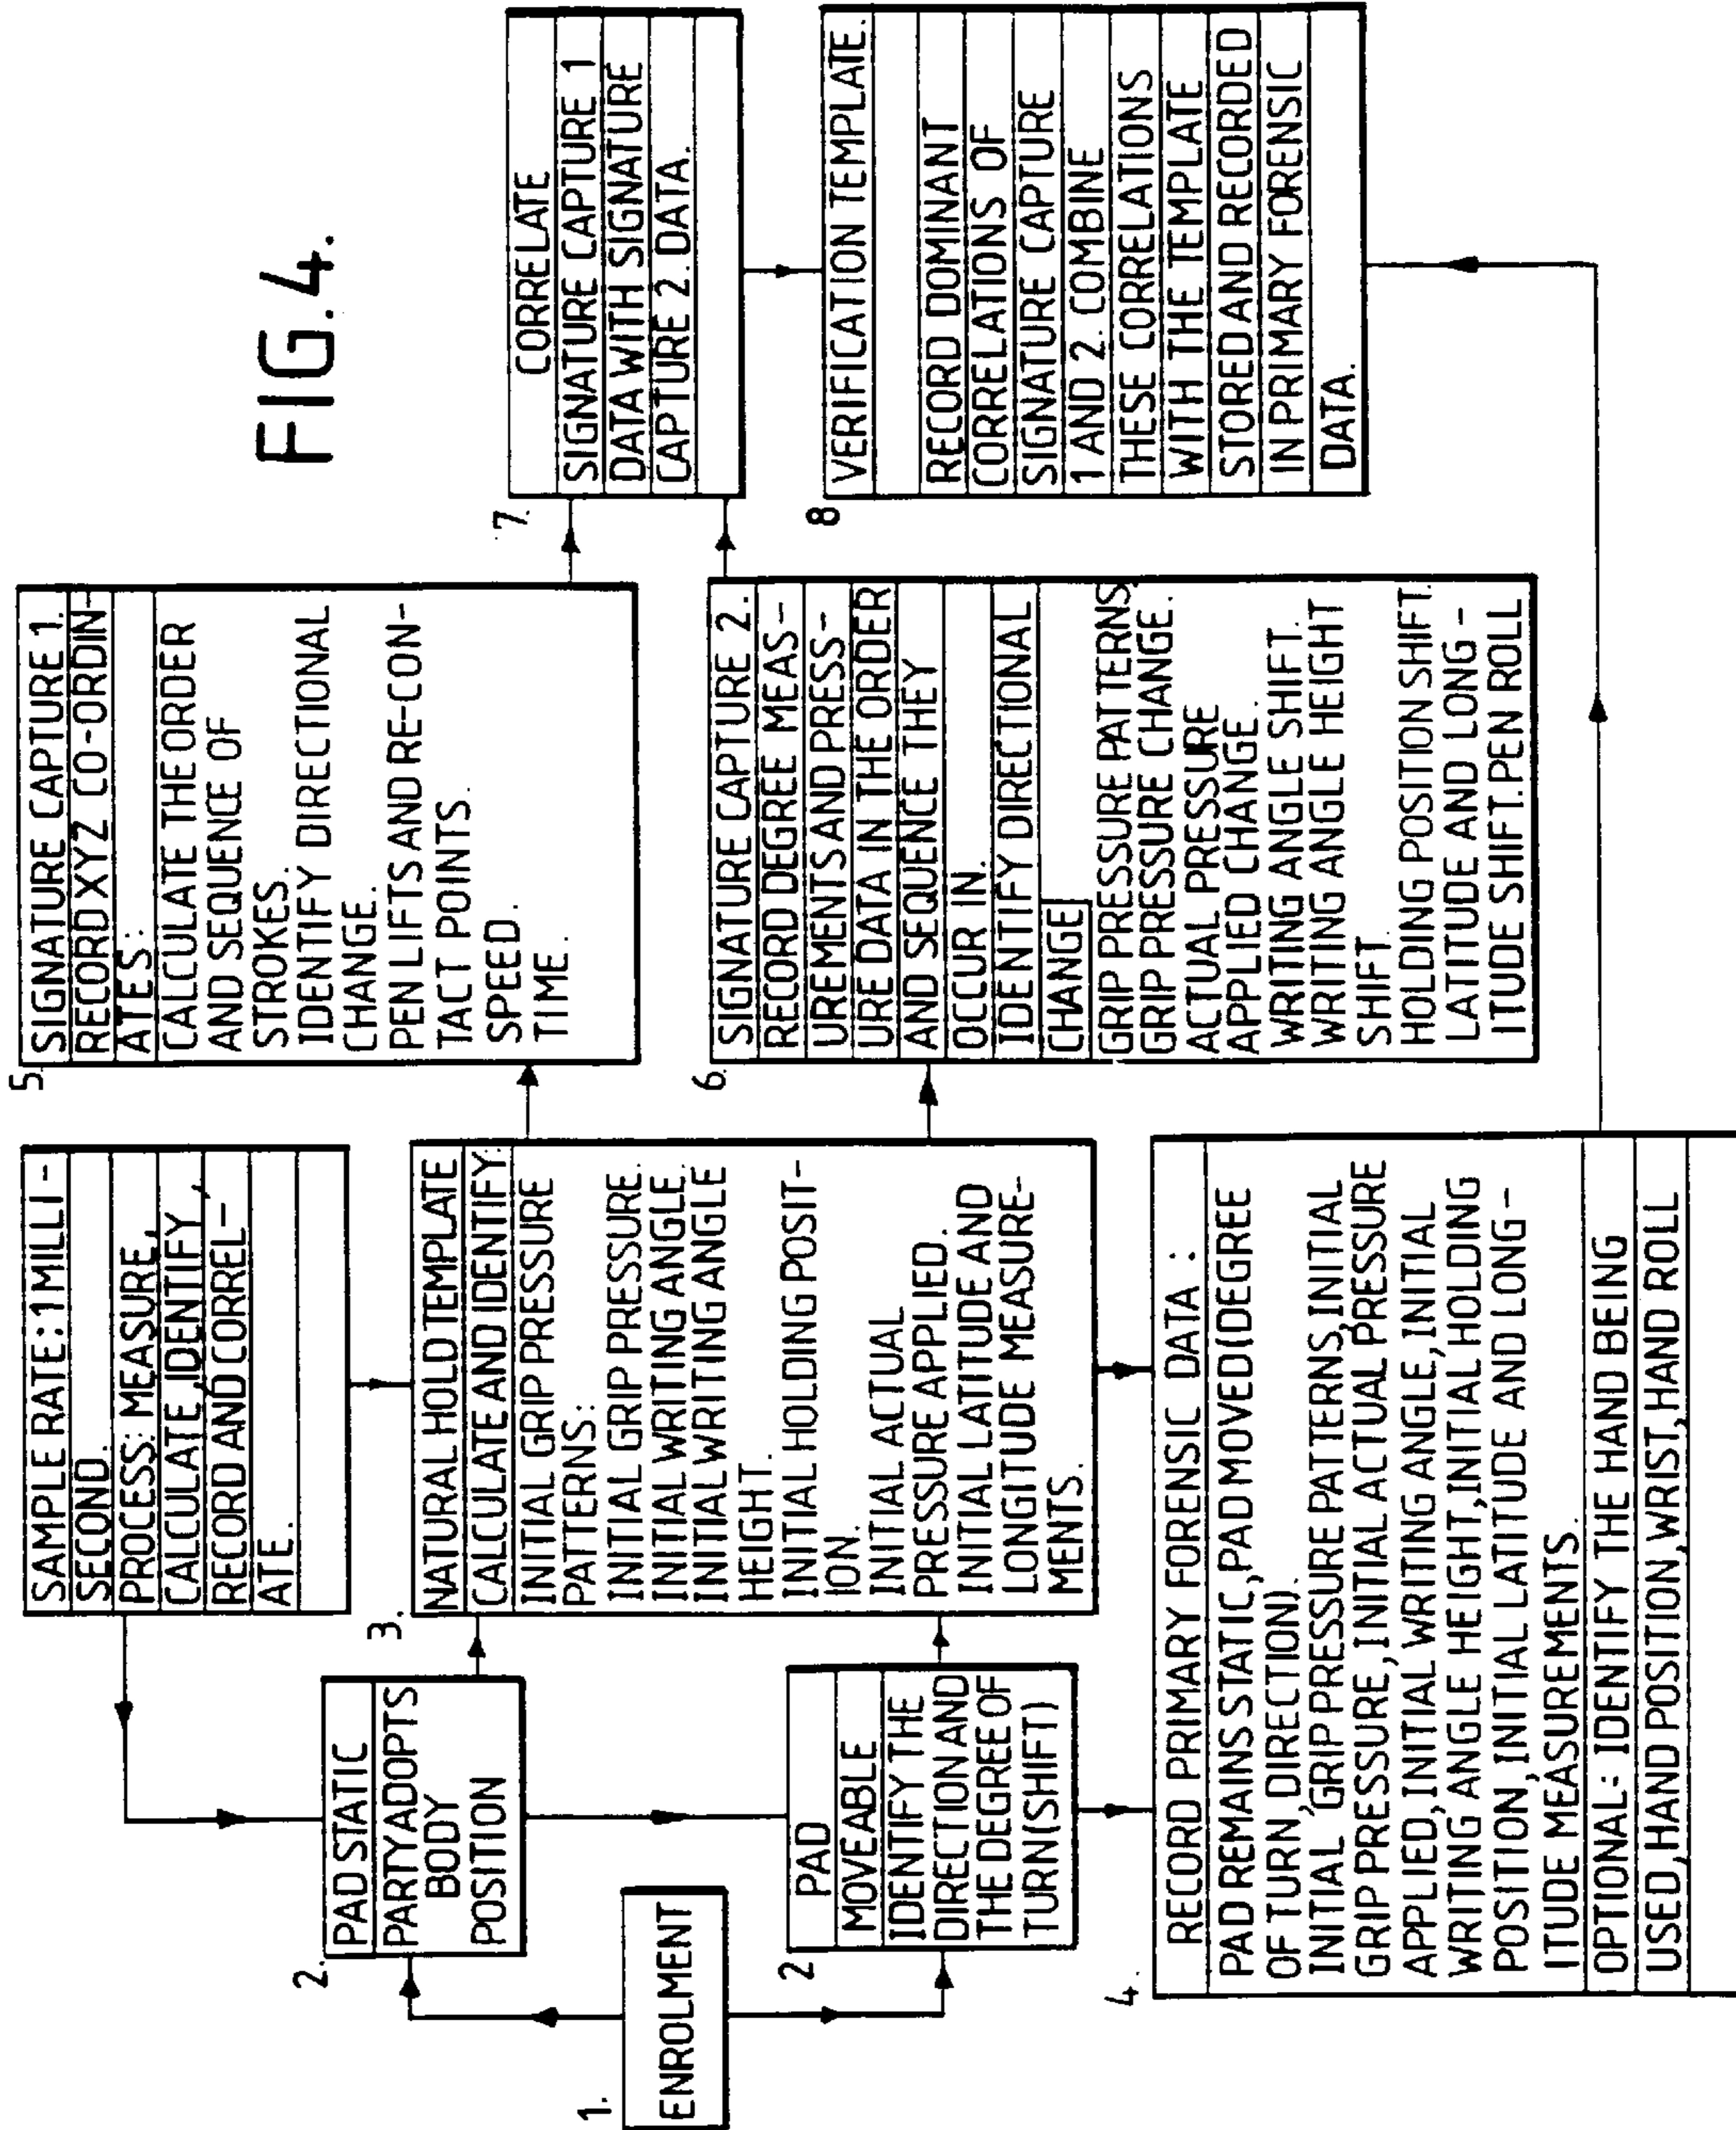 FIG. 4.
1.
ENROLMENT
2.
PAD STATIC
PARTY ADOPTS
BODY
POSITION
2
PAD
MOVEABLE
IDENTIFY THE
DIRECTION AND
THE DEGREE OF
TURN(SHIFT)
SAMPLE RATE: 1 MILLI-
SECOND.
PROCESS: MEASURE,
CALCULATE, IDENTIFY,
RECORD AND CORREL-
ATE.
3.
NATURAL HOLD TEMPLATE
CALCULATE AND IDENTIFY:
INITIAL GRIP PRESSURE
PATTERNS:
INITIAL GRIP PRESSURE.
INITIAL WRITING ANGLE.
INITIAL WRITING ANGLE
HEIGHT.
INITIAL HOLDING POSIT-
ION.
INITIAL ACTUAL
PRESSURE APPLIED.
INITIAL LATITUDE AND
LONGITUDE MEASURE-
MENTS.
4.
RECORD PRIMARY FORENSIC DATA:
PAD REMAINS STATIC, PAD MOVED(DEGREE
OF TURN, DIRECTION).
INITIAL GRIP PRESSURE PATTERNS, INITIAL
GRIP PRESSURE, INITIAL ACTUAL PRESSURE
APPLIED, INITIAL WRITING ANGLE, INITIAL
WRITING ANGLE HEIGHT, INITIAL HOLDING
POSITION, INITIAL LATITUDE AND LONG-
ITUDE MEASUREMENTS.
OPTIONAL: IDENTIFY THE HAND BEING
USED, HAND POSITION, WRIST, HAND ROLL
5.
SIGNATURE CAPTURE 1.
RECORD XYZ CO-ORDIN-
ATES:
CALCULATE THE ORDER
AND SEQUENCE OF
STROKES.
IDENTIFY DIRECTIONAL
CHANGE.
PEN LIFTS AND RE-CON-
TACT POINTS.
SPEED.
TIME.
6.
SIGNATURE CAPTURE 2.
RECORD DEGREE MEAS-
UREMENTS AND PRESS-
URE DATA IN THE ORDER
AND SEQUENCE THEY
OCCUR IN.
IDENTIFY DIRECTIONAL
CHANGE
GRIP PRESSURE PATTERNS,
GRIP PRESSURE CHANGE.
ACTUAL PRESSURE
APPLIED CHANGE.
WRITING ANGLE SHIFT.
WRITING ANGLE HEIGHT
SHIFT.
HOLDING POSITION SHIFT.
LATITUDE AND LONG-
ITUDE SHIFT. PEN ROLL
7.
CORRELATE
SIGNATURE CAPTURE 1
DATA WITH SIGNATURE
CAPTURE 2. DATA.
8
VERIFICATION TEMPLATE.
RECORD DOMINANT
CORRELATIONS OF
SIGNATURE CAPTURE
1 AND 2. COMBINE
THESE CORRELATIONS
WITH THE TEMPLATE
STORED AND RECORDED
IN PRIMARY FORENSIC
DATA.